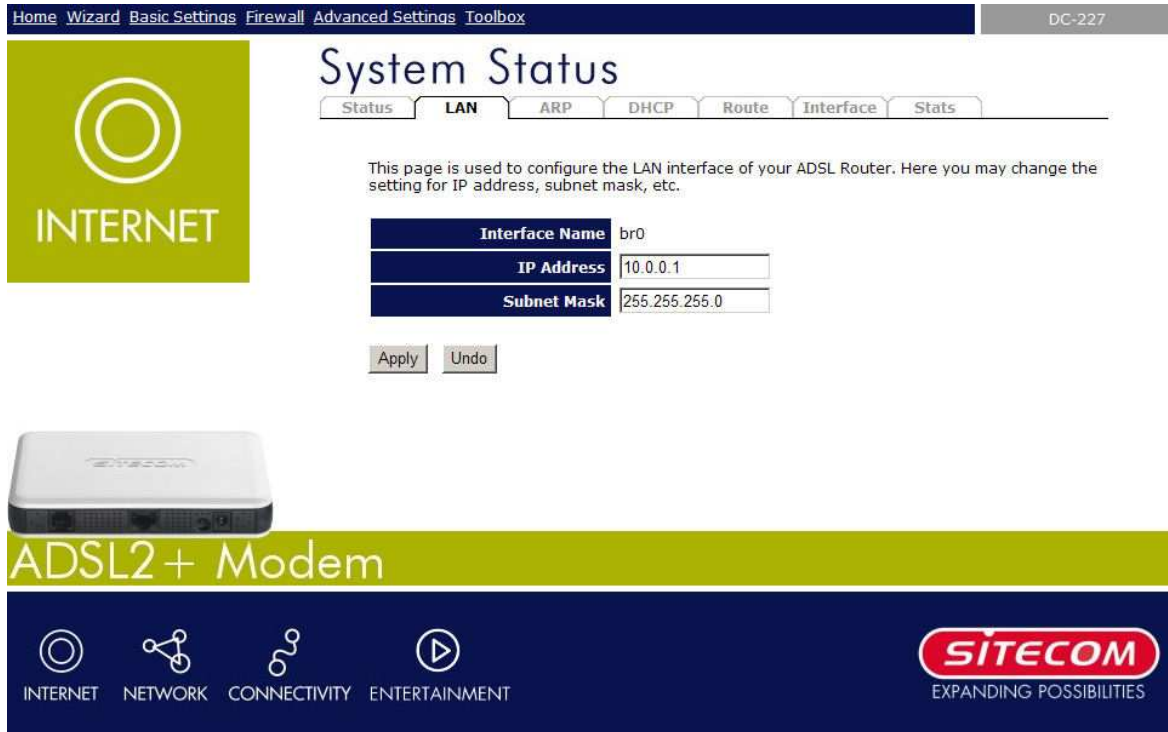 Home Wizard Basic Settings Firewall Advanced Settings Toolbox
DC-227
System Status
Status LAN ARP DHCP Route Interface Stats
This page is used to configure the LAN interface of your ADSL Router. Here you may change the
setting for IP address, subnet mask, etc.
INTERNET
Interface Name br0
IP Address 10.0.0.1
Subnet Mask 255.255.255.0
Apply Undo
SITECOM
ADSL2+ Modem
INTERNET NETWORK CONNECTIVITY ENTERTAINMENT
SITECOM
EXPANDING POSSIBILITIES